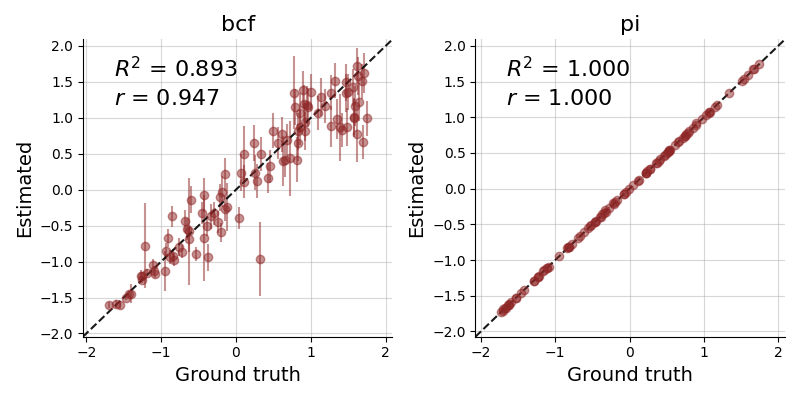 bcf
R² = 0.893
r = 0.947
2.0
1.5
1.0
0.5
0.0
−0.5
−1.0
−1.5
−2.0
Estimated
−2 −1 0 1 2
Ground truth
pi
R² = 1.000
r = 1.000
2.0
1.5
1.0
0.5
0.0
−0.5
−1.0
−1.5
−2.0
Estimated
−2 −1 0 1 2
Ground truth